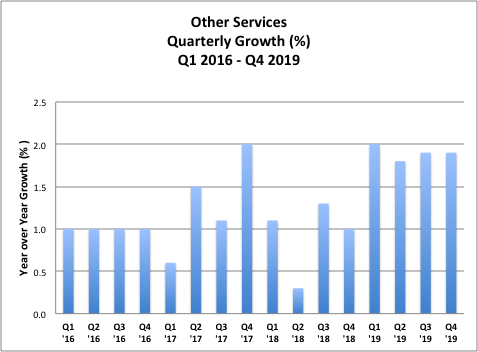 Other Services
Quarterly Growth (%)
Q1 2016 - Q4 2019
Year over Year Growth (% )
2.5
2.0
1.5
1.0
0.5
0.0
Q1 Q2 Q3 Q4 Q1 Q2 Q3 Q4 Q1 Q2 Q3 Q4 Q1 Q2 Q3 Q4
'16 '16 '16 '16 '17 '17 '17 '17 '18 '18 '18 '18 '19 '19 '19 '19